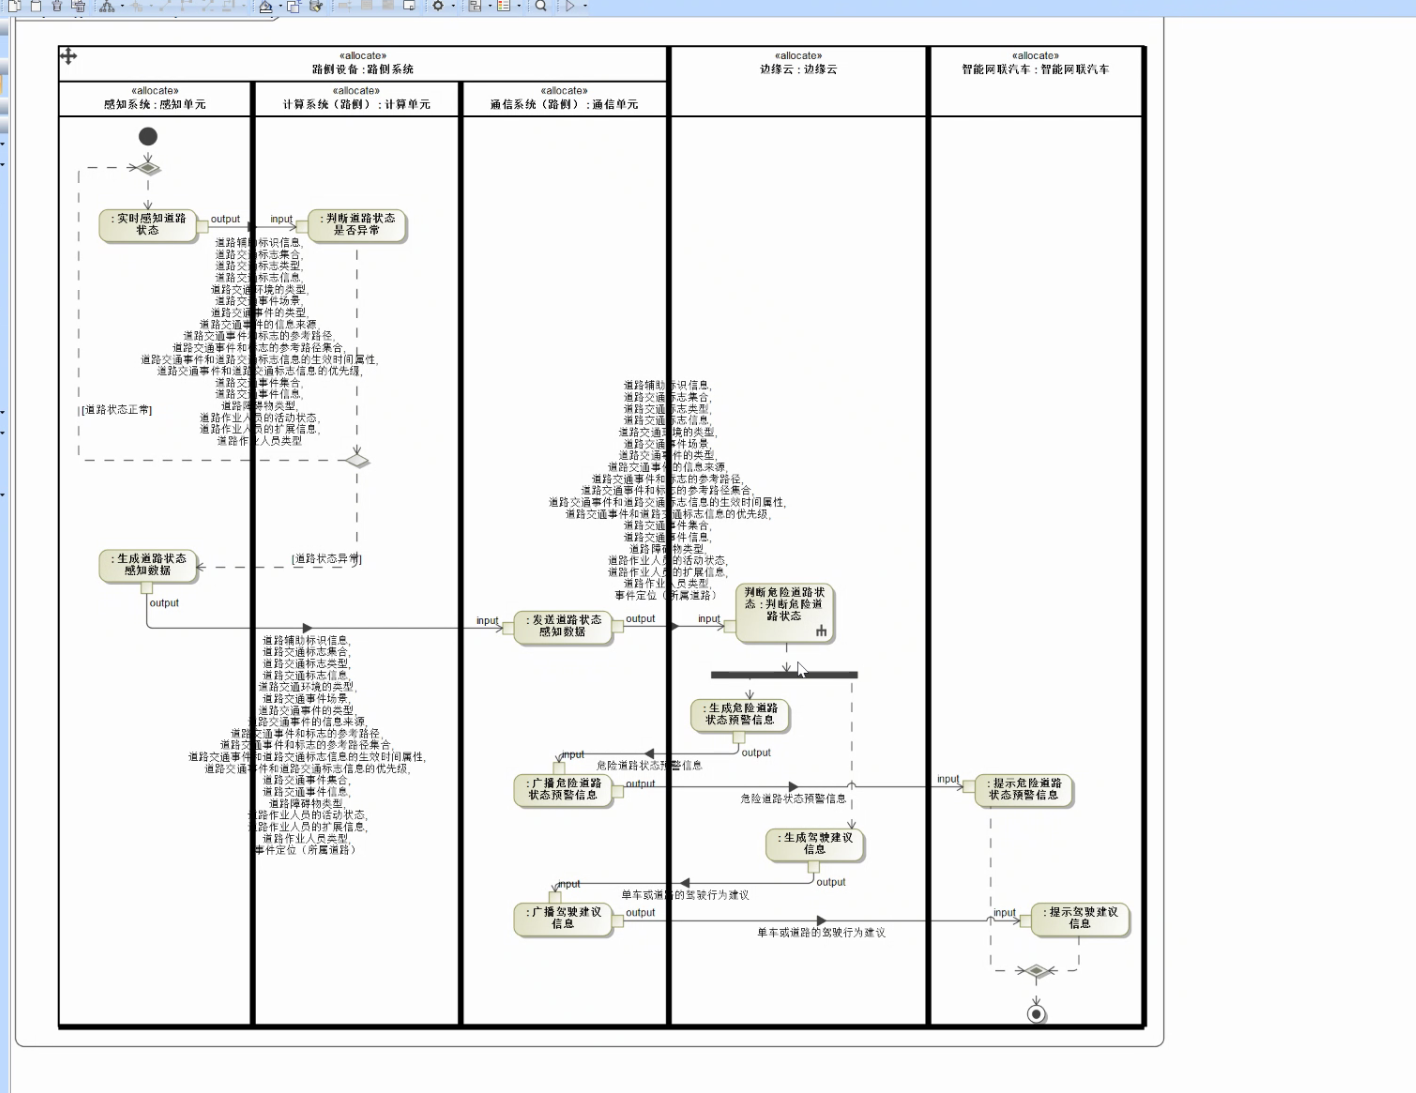 «allocate»
路侧设备 : 路侧系统
«allocate»
边缘云 : 边缘云
«allocate»
智能网联汽车 : 智能网联汽车
«allocate»
感知系统 : 感知单元
«allocate»
计算系统（路侧）: 计算单元
«allocate»
通信系统（路侧）: 通信单元
: 实时感知道路
状态
output
input
: 判断道路状态
是否异常
道路辅助标识信息,
道路交通标志集合,
道路交通标志类型,
道路交通标志信息,
道路交通环境的类型,
道路交通事件场景,
道路交通事件的类型,
道路交通事件的信息来源,
道路交通事件和标志的参考路径,
道路交通事件和标志的参考路径集合,
道路交通事件和道路交通标志信息的生效时间属性,
道路交通事件和道路交通标志信息的优先级,
道路交通事件集合,
道路交通事件信息,
道路障碍物类型,
道路作业人员的活动状态,
道路作业人员的扩展信息,
道路作业人员类型
[道路状态正常]
[道路状态异常]
: 生成道路状态
感知数据
output
道路辅助标识信息,
道路交通标志集合,
道路交通标志类型,
道路交通标志信息,
道路交通环境的类型,
道路交通事件场景,
道路交通事件的类型,
道路交通事件的信息来源,
道路交通事件和标志的参考路径,
道路交通事件和标志的参考路径集合,
道路交通事件和道路交通标志信息的生效时间属性,
道路交通事件和道路交通标志信息的优先级,
道路交通事件集合,
道路交通事件信息,
道路障碍物类型,
道路作业人员的活动状态,
道路作业人员的扩展信息,
道路作业人员类型,
事件定位（所属道路）
input
: 发送道路状态
感知数据
output
input
判断危险道路状
态 : 判断危险道
路状态
道路辅助标识信息,
道路交通标志集合,
道路交通标志类型,
道路交通标志信息,
道路交通环境的类型,
道路交通事件场景,
道路交通事件的类型,
道路交通事件的信息来源,
道路交通事件和标志的参考路径,
道路交通事件和标志的参考路径集合,
道路交通事件和道路交通标志信息的生效时间属性,
道路交通事件和道路交通标志信息的优先级,
道路交通事件集合,
道路交通事件信息,
道路障碍物类型,
道路作业人员的活动状态,
道路作业人员的扩展信息,
道路作业人员类型,
事件定位（所属道路）
: 生成危险道路
状态预警信息
output
input
危险道路状态预警信息
: 广播危险道路
状态预警信息
output
危险道路状态预警信息
input
: 提示危险道路
状态预警信息
: 生成驾驶建议
信息
output
input
单车或道路的驾驶行为建议
: 广播驾驶建议
信息
output
单车或道路的驾驶行为建议
input
: 提示驾驶建议
信息